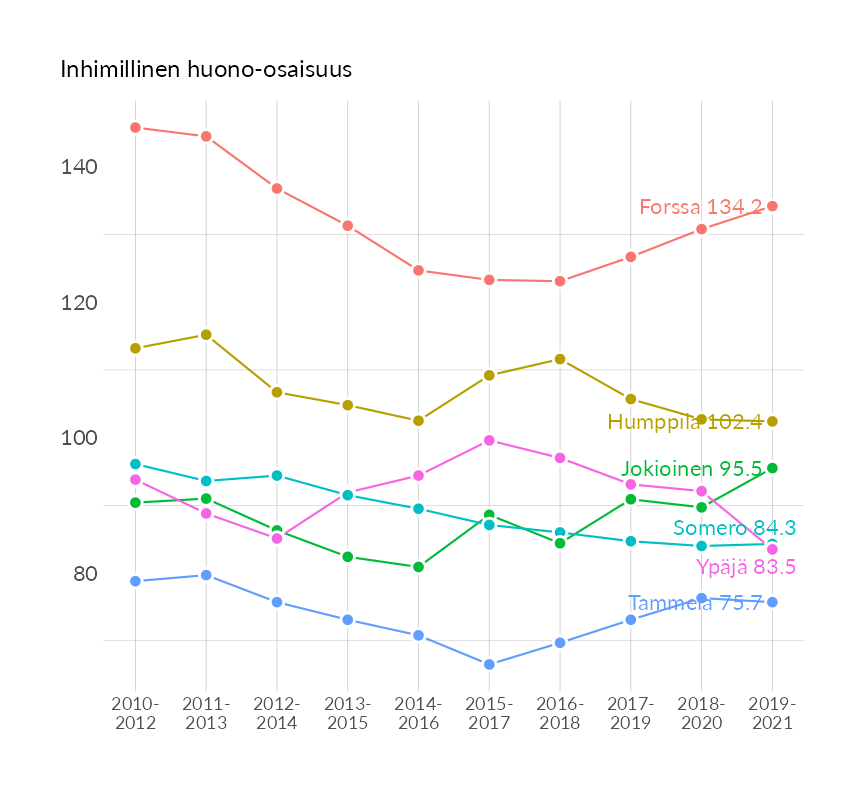 Inhimillinen huono-osaisuus
140
120
100
80
Forssa 134.2
Humppila 102.4
Jokioinen 95.5
Somero 84.3
Ypäjä 83.5
Tammela 75.7
2010- 2011- 2012- 2013- 2014- 2015- 2016- 2017- 2018- 2019-
2012 2013 2014 2015 2016 2017 2018 2019 2020 2021